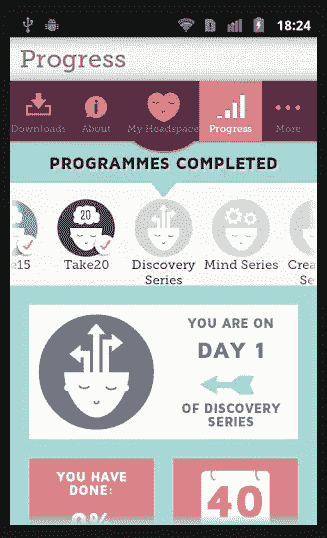 18:24
Progress
Downloads About My Headspace Progress More
PROGRAMMES COMPLETED
20
e15 Take20 Discovery Mind Series Crea
Series Se
YOU ARE ON
DAY 1
OF DISCOVERY
SERIES
YOU HAVE
DONE:
0%
40